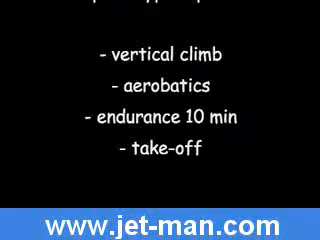 - vertical climb
- aerobatics
- endurance 10 min
- take-off
www.jet-man.com